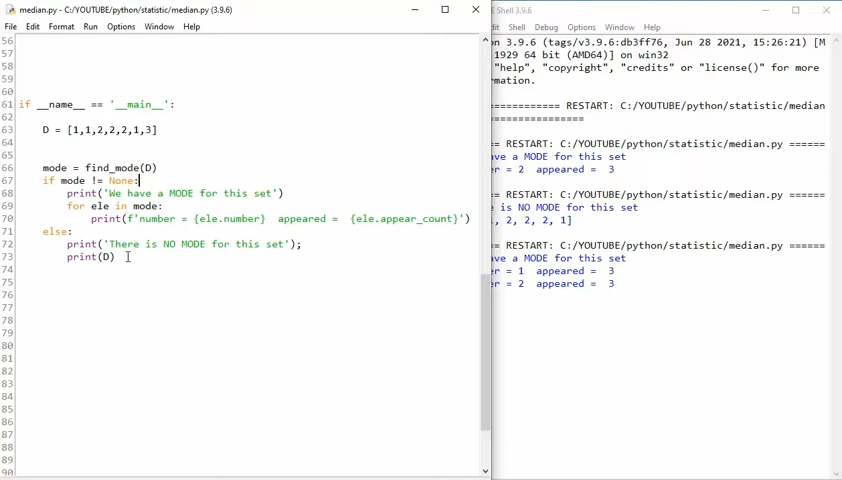 median.py - C:/YOUTUBE/python/statistic/median.py (3.9.6)
File Edit Format Run Options Window Help
56
57
58
59
60
61 if __name__ == '__main__':
62
63 D = [1,1,2,2,2,1,3]
64
65
66 mode = find_mode(D)
67 if mode != None:
68 print('We have a MODE for this set')
69 for ele in mode:
70 print(f'number = {ele.number}  appeared =  {ele.appear_count}')
71 else:
72 print('There is NO MODE for this set');
73 print(D)
74
75
76
77
78
79
80
81
82
83
84
85
86
87
88
89
90
E Shell 3.9.6
dit Shell Debug Options Window Help
on 3.9.6 (tags/v3.9.6:db3ff76, Jun 28 2021, 15:26:21) [M
1929 64 bit (AMD64)] on win32
"help", "copyright", "credits" or "license()" for more
rmation.
============ RESTART: C:/YOUTUBE/python/statistic/median
================
== RESTART: C:/YOUTUBE/python/statistic/median.py ======
ave a MODE for this set
er = 2  appeared =  3
== RESTART: C:/YOUTUBE/python/statistic/median.py ======
e is NO MODE for this set
1, 2, 2, 2, 1]
== RESTART: C:/YOUTUBE/python/statistic/median.py ======
ave a MODE for this set
er = 1  appeared =  3
er = 2  appeared =  3